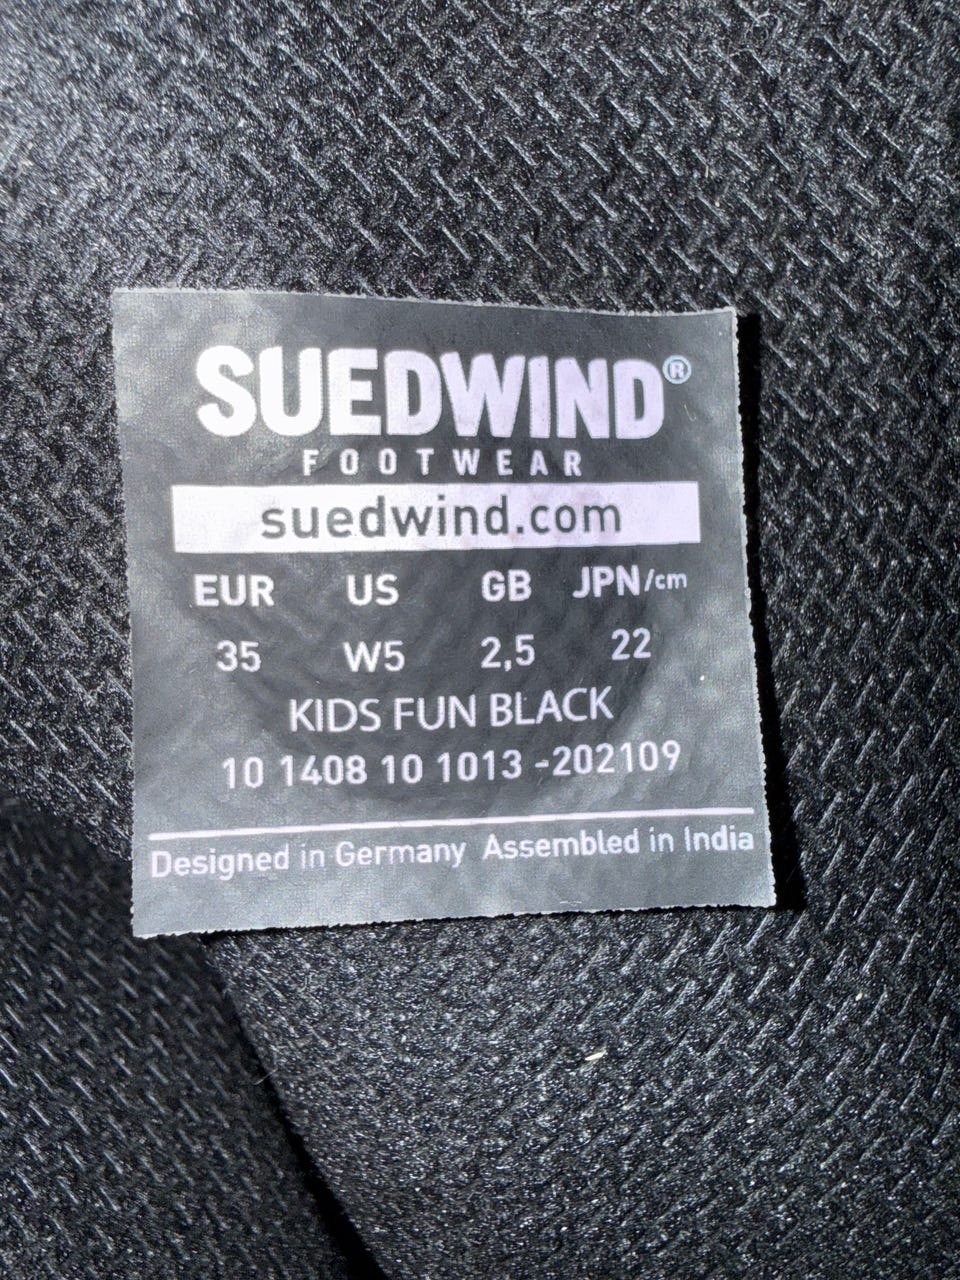 SUEDWIND®
FOOTWEAR
suedwind.com
EUR US GB JPN/cm
35 W5 2,5 22
KIDS FUN BLACK
10 1408 10 1013 -202109
Designed in Germany Assembled in India